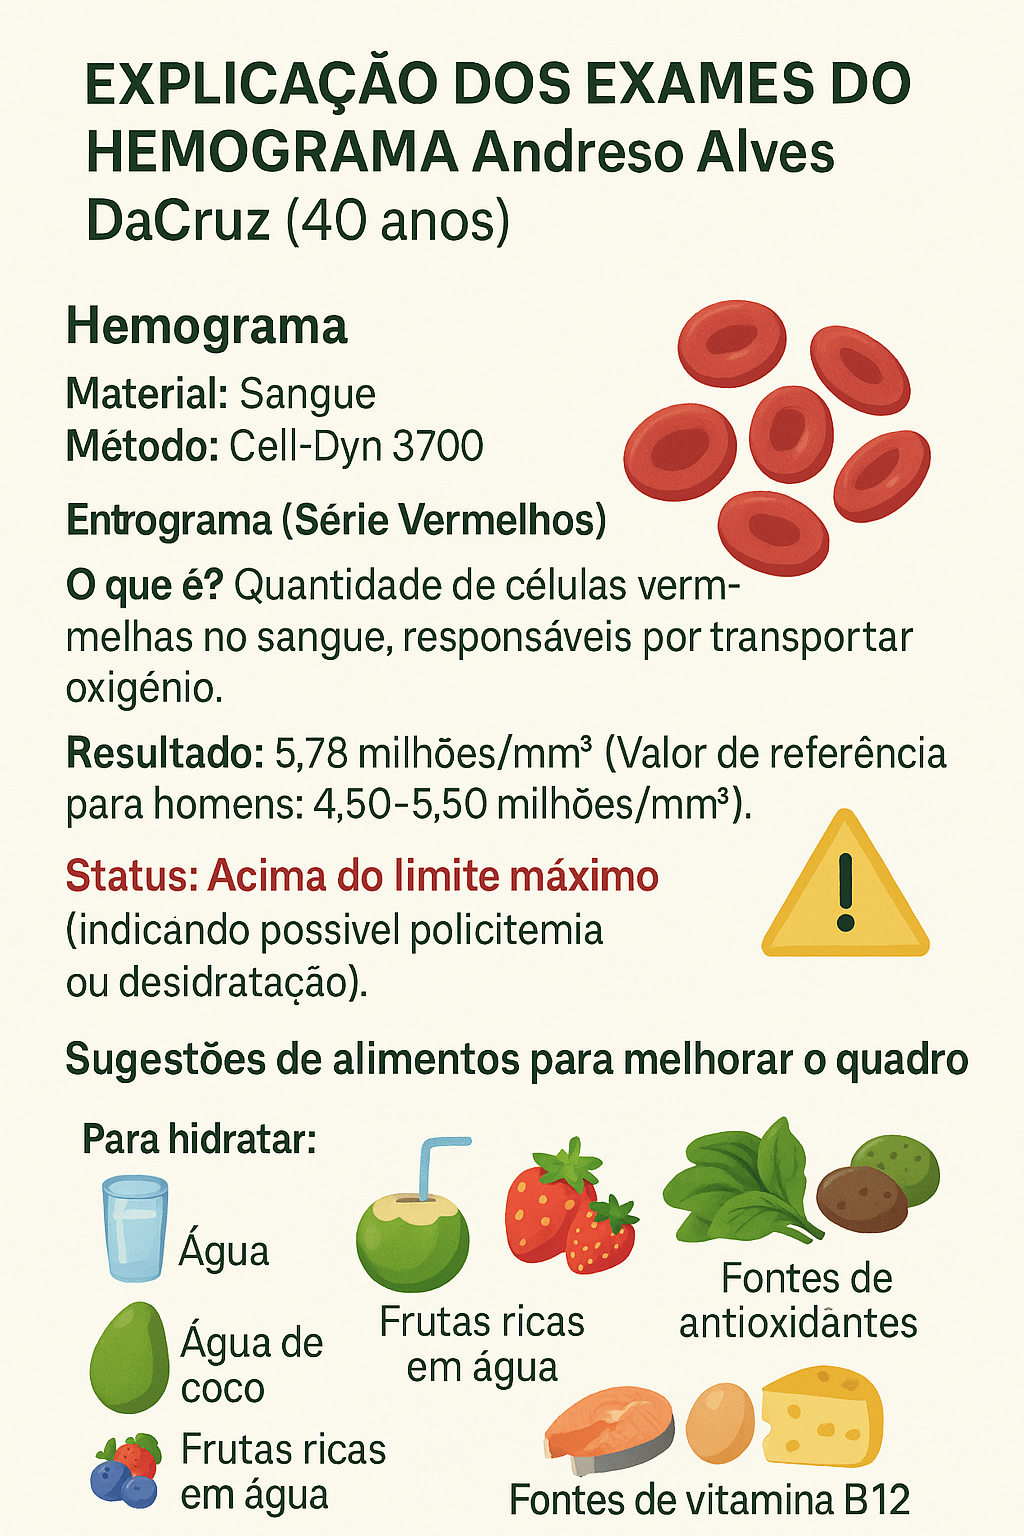 EXPLICAÇÃO DOS EXAMES DO
HEMOGRAMA Andreso Alves
DaCruz (40 anos)
Hemograma
Material: Sangue
Método: Cell-Dyn 3700
Entrograma (Série Vermelhos)
O que é? Quantidade de células verm-
melhas no sangue, responsáveis por transportar
oxigénio.
Resultado: 5,78 milhões/mm³ (Valor de referência
para homens: 4,50-5,50 milhões/mm³).
Status: Acima do limite máximo
(indicándo possivel policitemia
ou desidratação).
Sugestões de alimentos para melhorar o quadro
Para hidratar:
Água
Água de
coco
Frutas ricas
em água
Frutas ricas
em água
Fontes de
antioxidantes
Fontes de vitamina B12